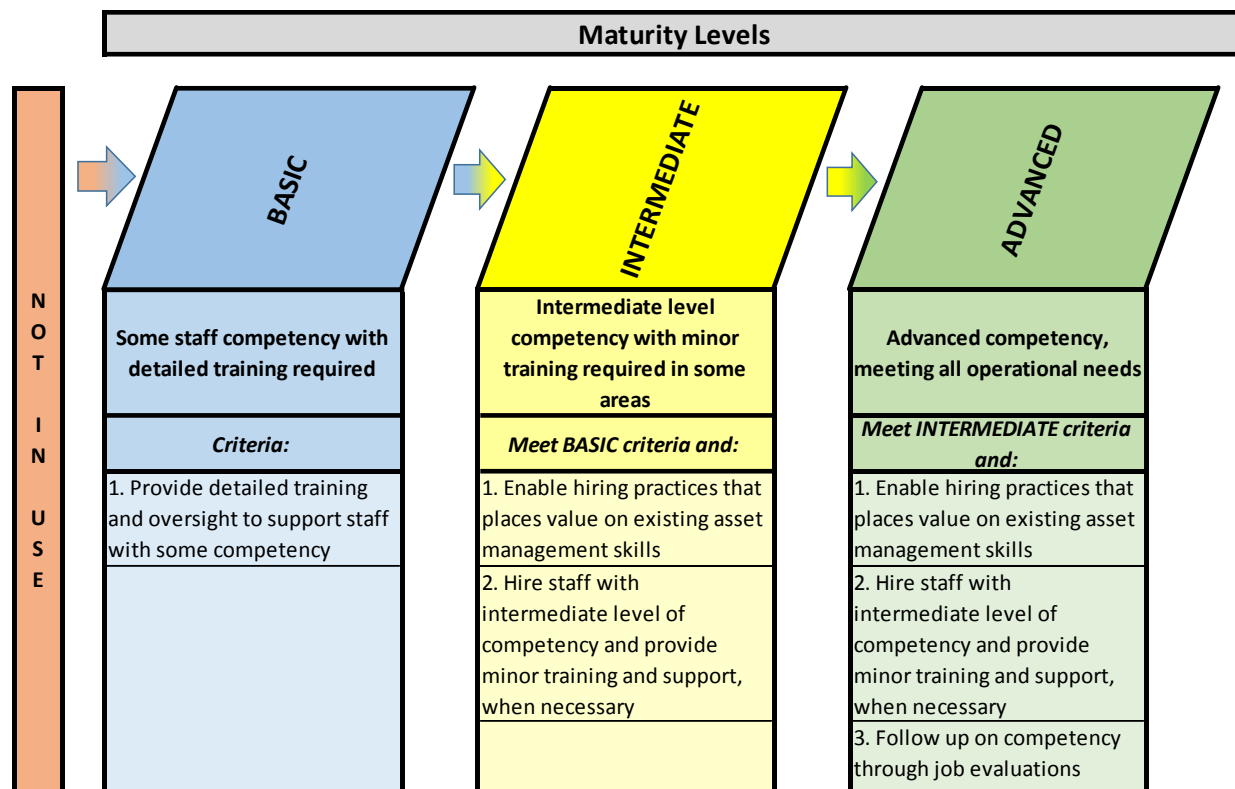 Maturity Levels
NOT IN USE
BASIC
Some staff competency with
detailed training required
Criteria:
1. Provide detailed training
and oversight to support staff
with some competency
INTERMEDIATE
Intermediate level
competency with minor
training required in some
areas
Meet BASIC criteria and:
1. Enable hiring practices that
places value on existing asset
management skills
2. Hire staff with
intermediate level of
competency and provide
minor training and support,
when necessary
ADVANCED
Advanced competency,
meeting all operational needs
Meet INTERMEDIATE criteria
and:
1. Enable hiring practices that
places value on existing asset
management skills
2. Hire staff with
intermediate level of
competency and provide
minor training and support,
when necessary
3. Follow up on competency
through job evaluations